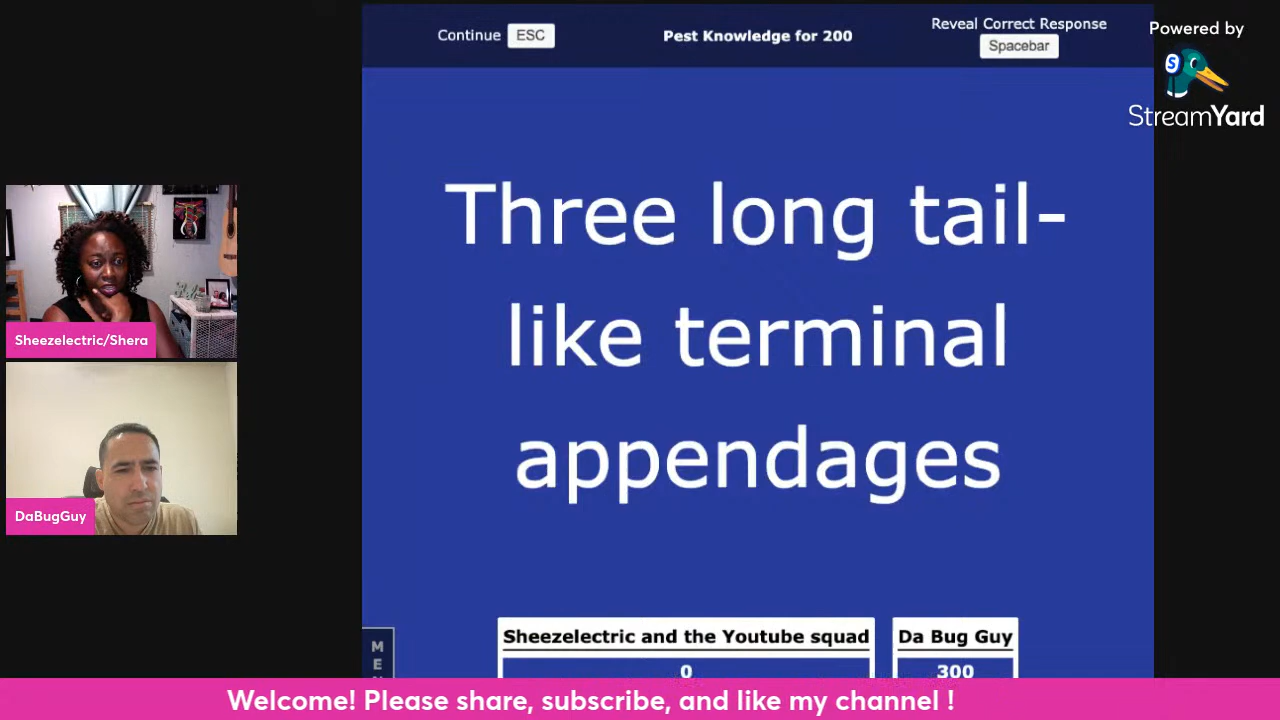 Continue ESC
Pest Knowledge for 200
Reveal Correct Response
Spacebar
Powered by
StreamYard
Three long tail-
like terminal
appendages
Sheezelectric/Shera
DaBugGuy
M
E
Sheezelectric and the Youtube squad
0
Da Bug Guy
300
Welcome! Please share, subscribe, and like my channel !